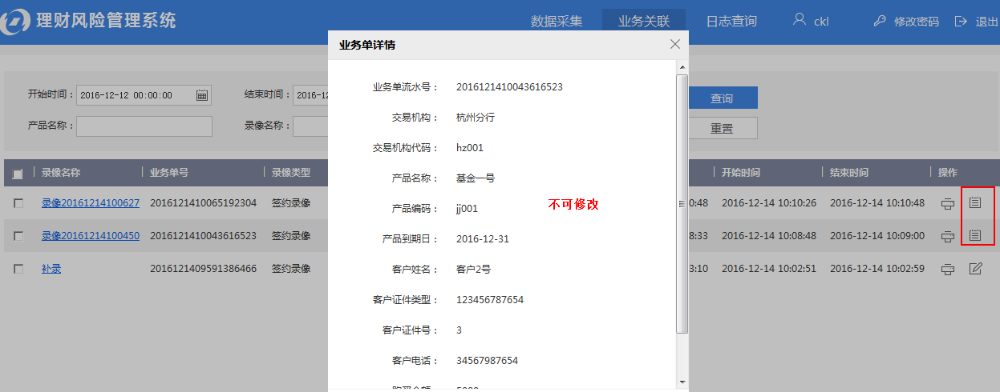 理财风险管理系统
数据采集 业务关联 日志查询 ckl 修改密码 退出
业务单详情
开始时间： 2016-12-12 00:00:00 结束时间： 2016-12 查询
产品名称： 录像名称： 重置
业务单流水号： 2016121410043616523
交易机构： 杭州分行
交易机构代码： hz001
产品名称： 基金一号
产品编码： jj001
产品到期日： 2016-12-31
客户姓名： 客户2号
客户证件类型： 123456787654
客户证件号： 3
客户电话： 34567987654
不可修改
录像名称 业务单号 录像类型 开始时间 结束时间 操作
录像20161214100627 2016121410065192304 签约录像 0:48 2016-12-14 10:10:26 2016-12-14 10:10:48
录像20161214100450 2016121410043616523 签约录像 8:33 2016-12-14 10:08:48 2016-12-14 10:09:00
补录 2016121409591386466 签约录像 3:10 2016-12-14 10:02:51 2016-12-14 10:02:59